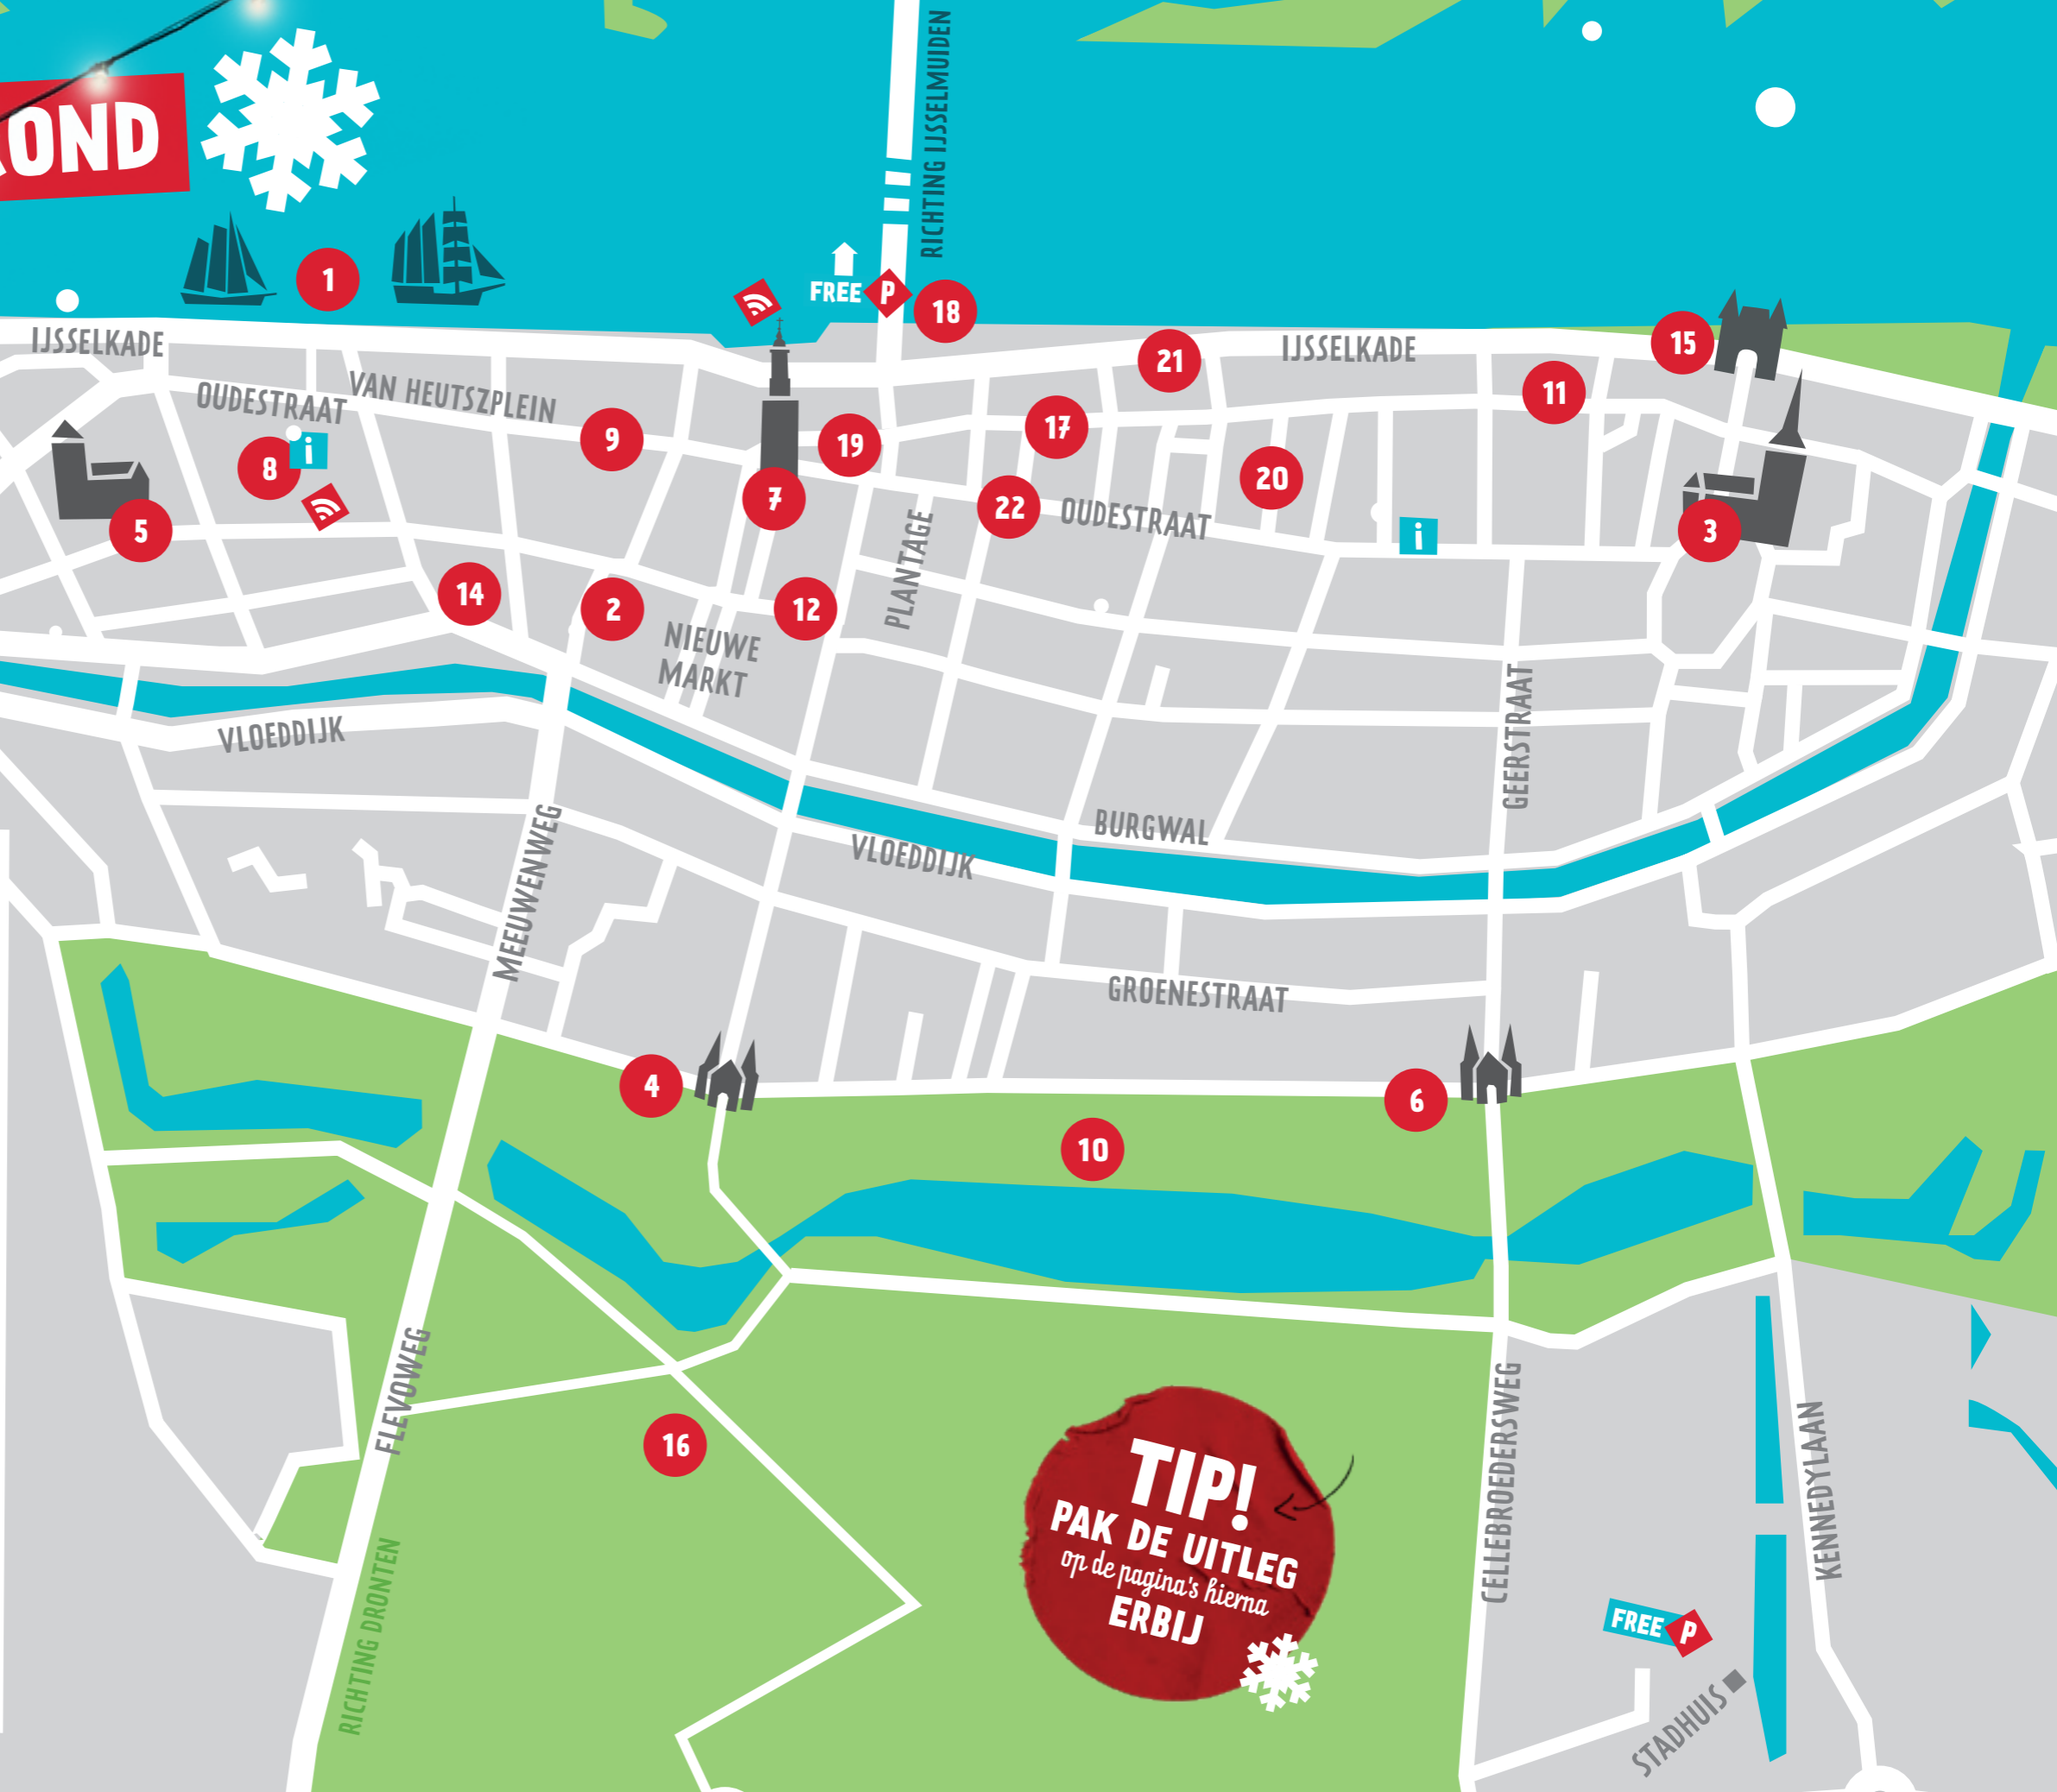 OND
RICHTING IJSSELMUIDEN
1
FREE P
18
IJSSELKADE
IJSSELKADE
15
21
VAN HEUTSZPLEIN
OUDESTRAAT
11
9
17
19
8
i
20
7
22
OUDESTRAAT
5
i
3
PLANTAGE
14
2
12
NIEUWE
MARKT
VLOEDDIJK
GEERSTRAAT
BURGWAL
VLOEDDIJK
MEEUWENWEG
GROENESTRAAT
4
6
10
FLEVOWEG
16
TIP!
PAK DE UITLEG
op de pagina's hierna
ERBIJ
CELLEBROEDERSWEG
KENNEDYLAAN
RICHTING DRONTEN
FREE P
STADHUIS